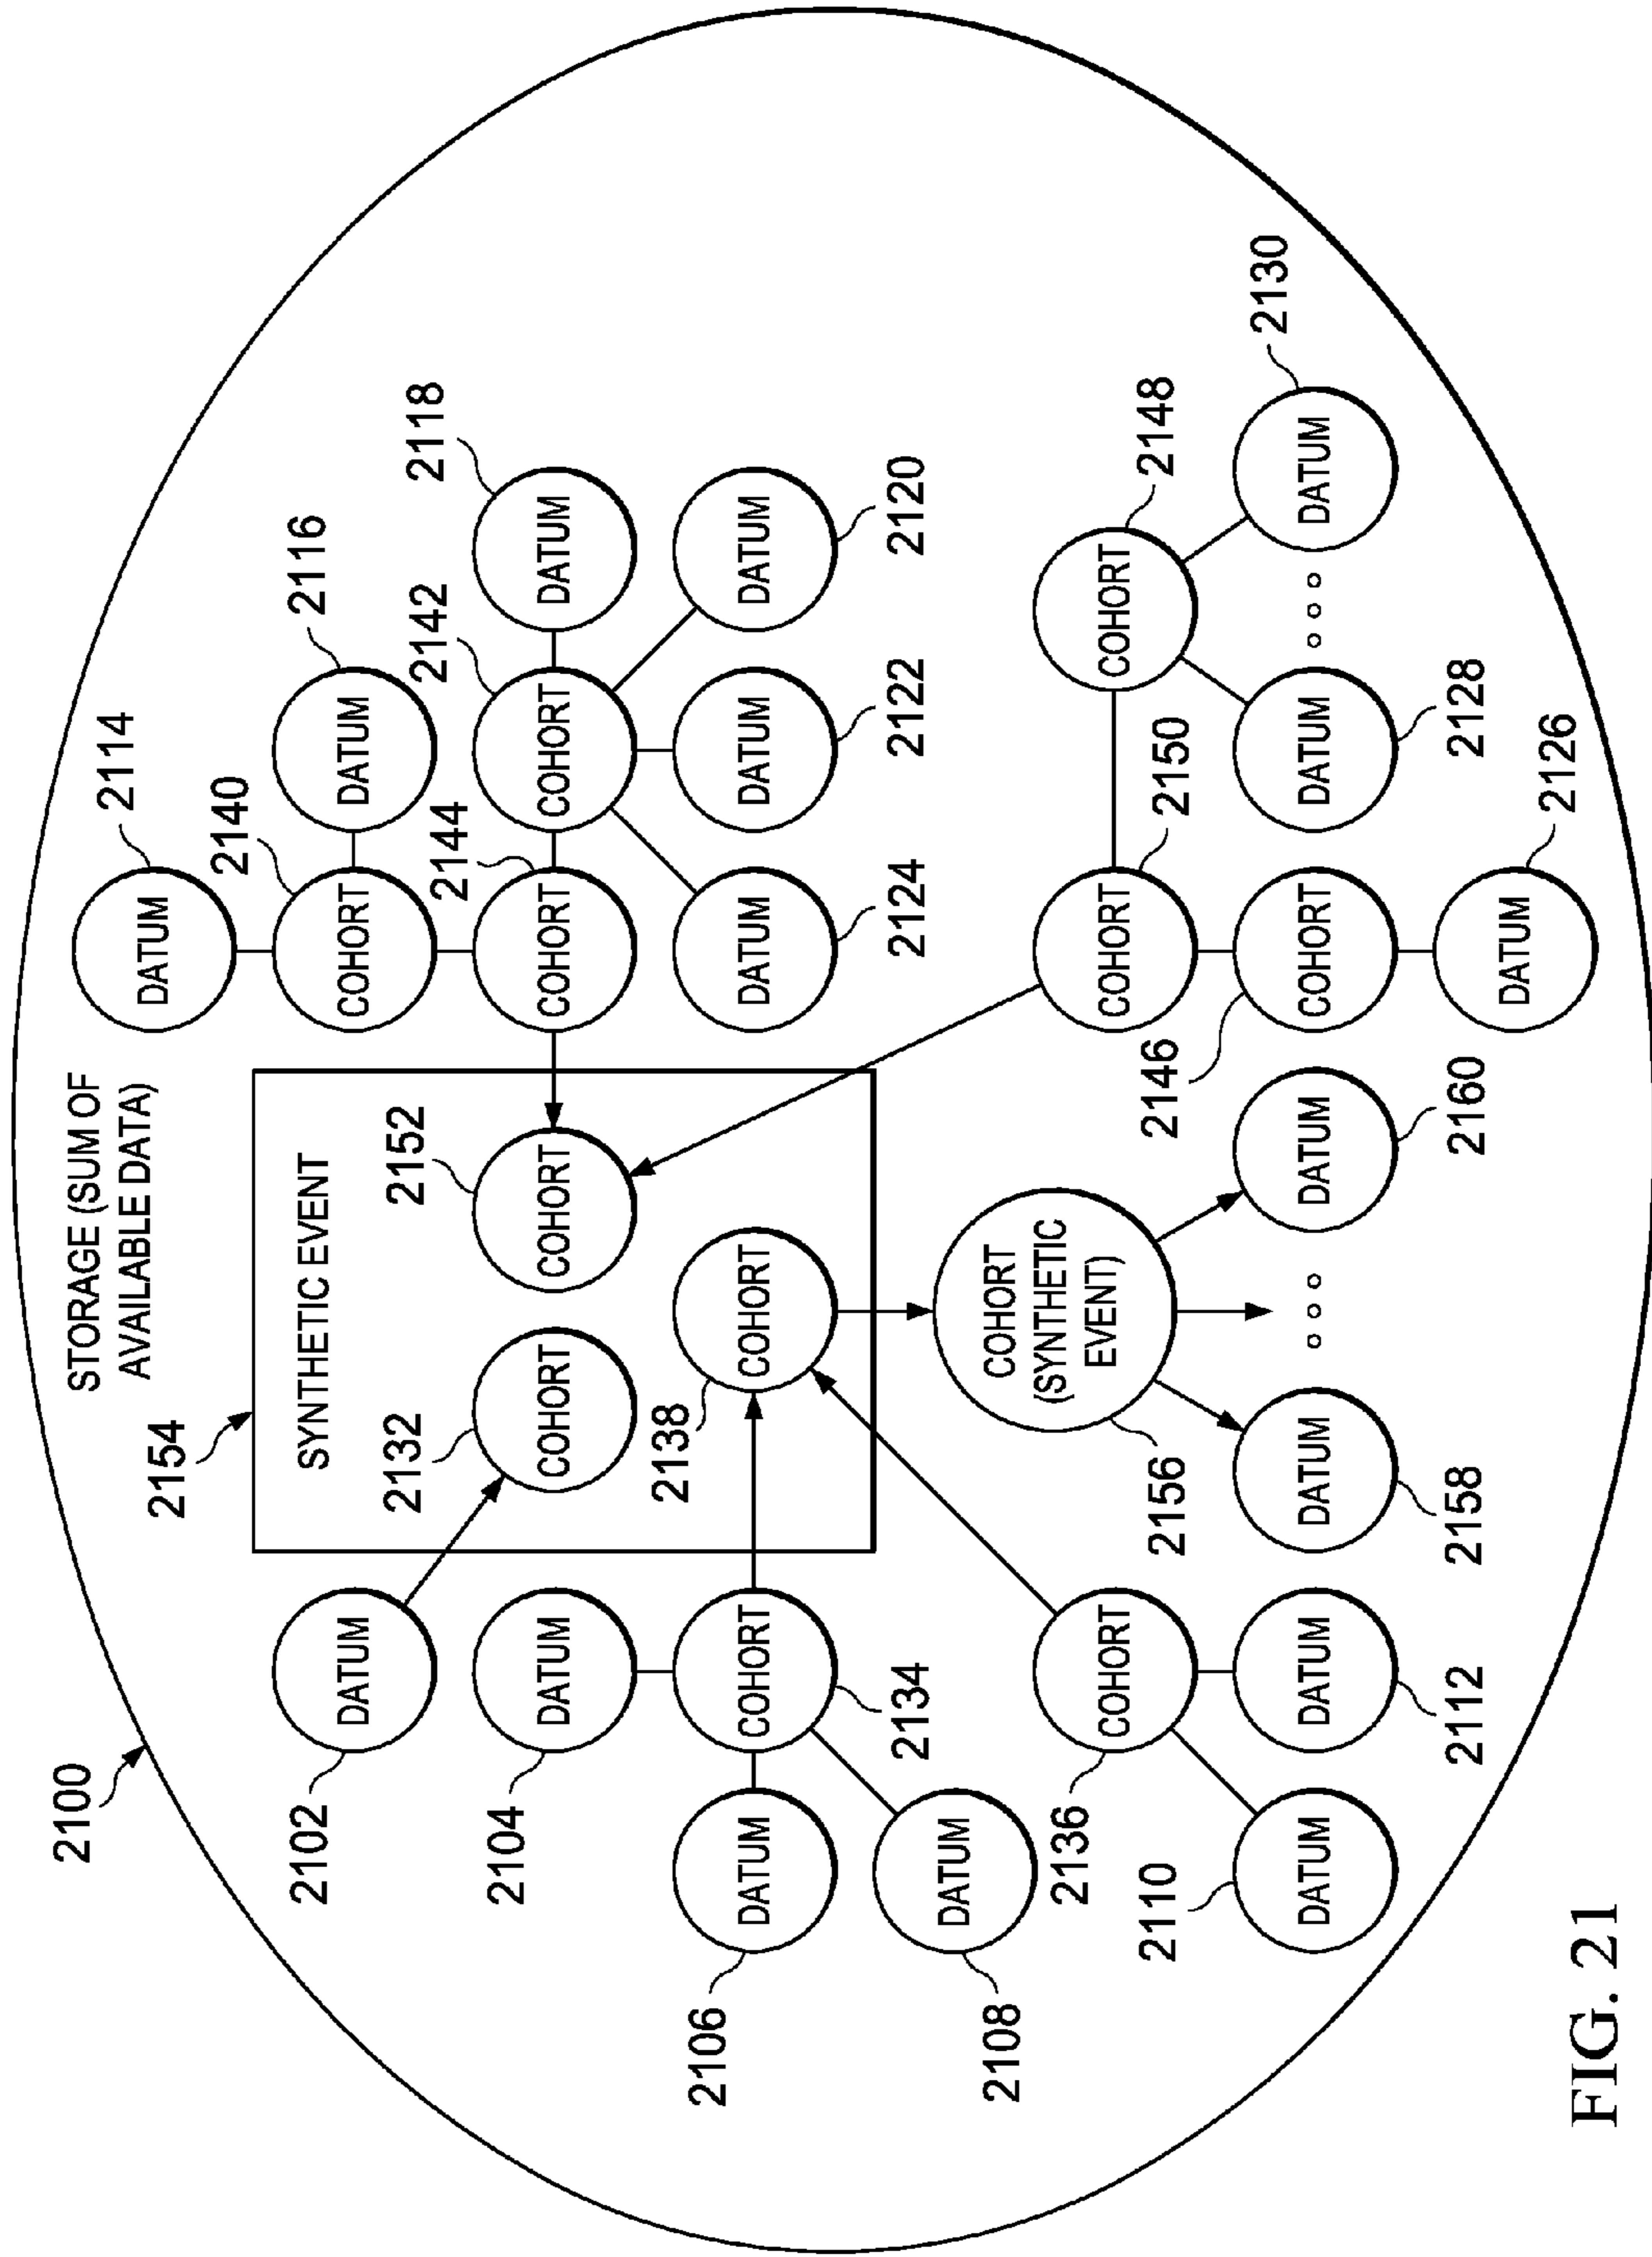 2100
STORAGE (SUM OF
AVAILABLE DATA)
2154
SYNTHETIC EVENT
2102
DATUM
2132
COHORT
2152
COHORT
2114
DATUM
2140
COHORT
2116
DATUM
2144
COHORT
2142
COHORT
2118
DATUM
2104
DATUM
2106
DATUM
2134
COHORT
2138
COHORT
2124
DATUM
2122
DATUM
2120
DATUM
2108
DATUM
2136
COHORT
2156
COHORT
(SYNTHETIC
EVENT)
2150
COHORT
2148
COHORT
2110
DATUM
2112
DATUM
2158
DATUM
2160
DATUM
2146
COHORT
2128
DATUM
2130
DATUM
2126
DATUM
FIG. 21